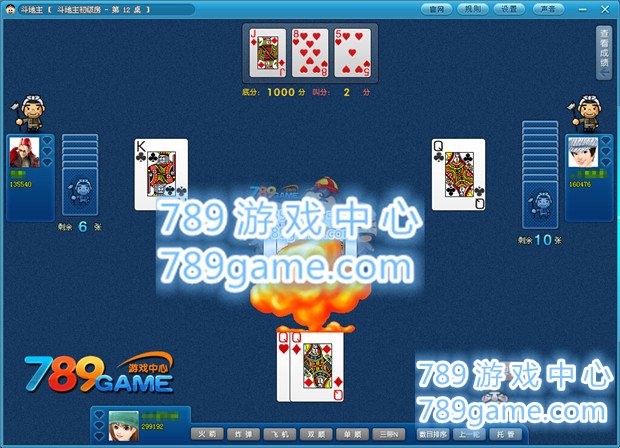 斗地主 [ 斗地主初级房 - 第 12 桌 ]
官网 规则 设置 声音
查看成绩
J 8 5
底分: 1000 分 叫分: 2 分
135540
160476
K
Q
剩余 6 张
剩余 10 张
789GAME
789 游戏中心
789game.com
Q Q
789 游戏中心
GAME
789 游戏中心
789game.com
299192
火箭 炸弹 飞机 双顺 单顺 三带N 数目排序 上一轮 托管